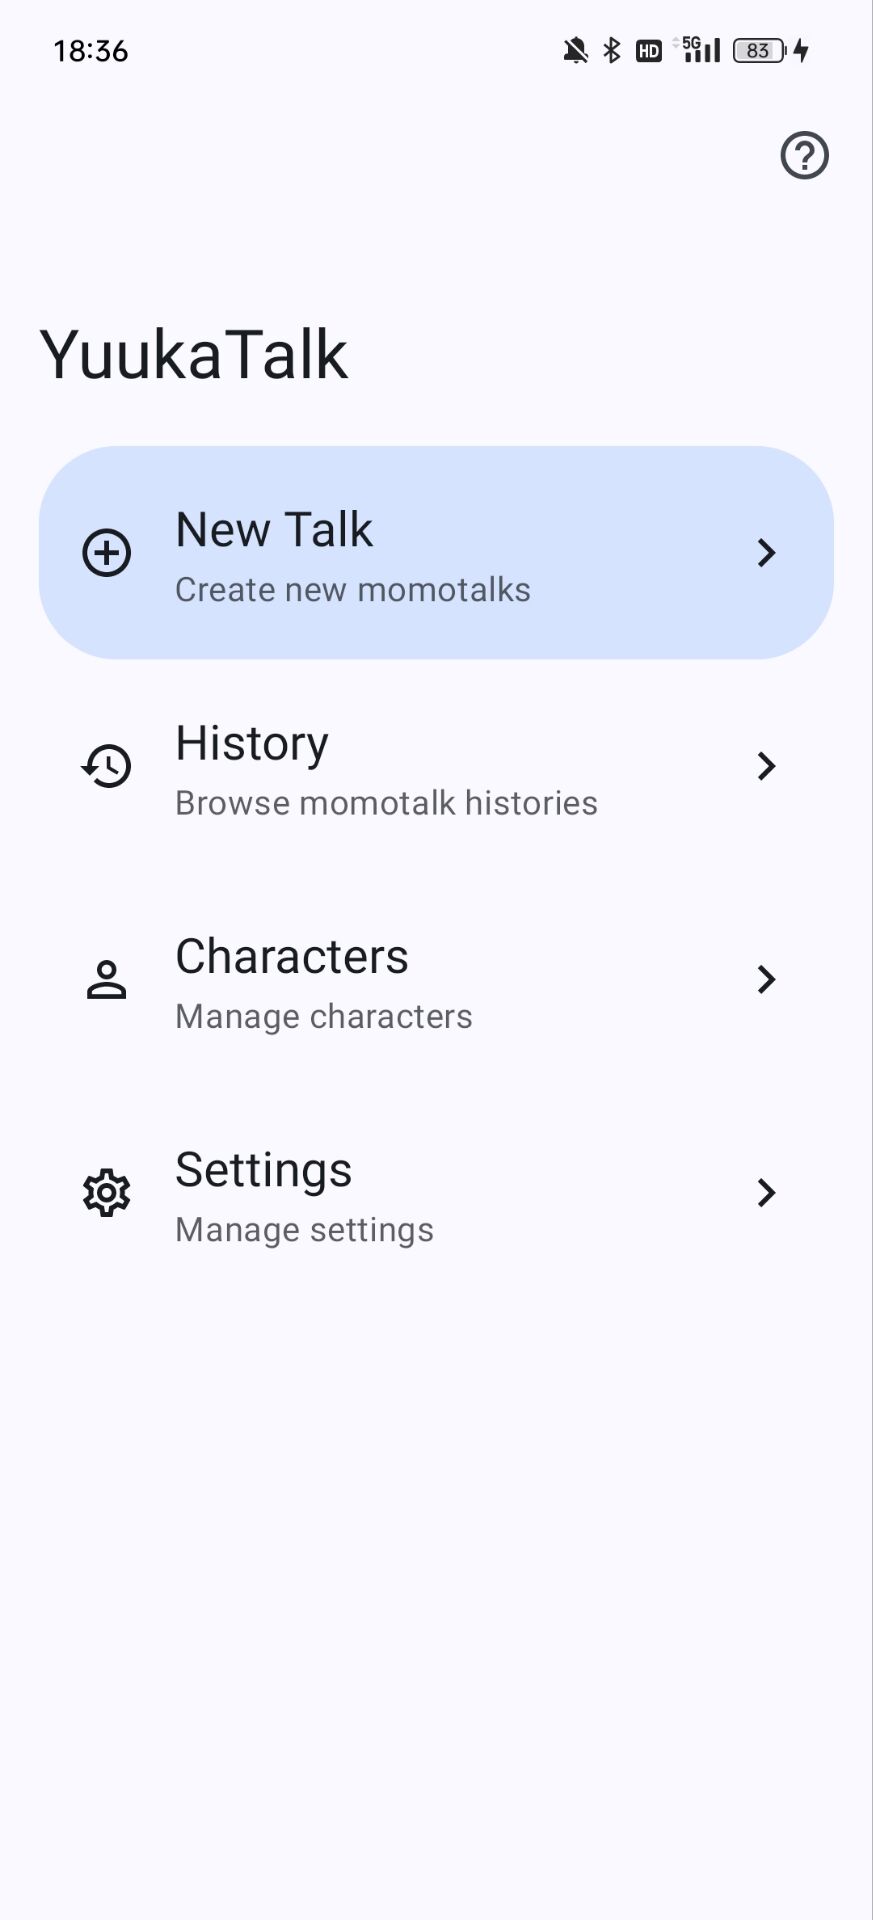 18:36
HD 5G 83
YuukaTalk
New Talk
Create new momotalks
History
Browse momotalk histories
Characters
Manage characters
Settings
Manage settings